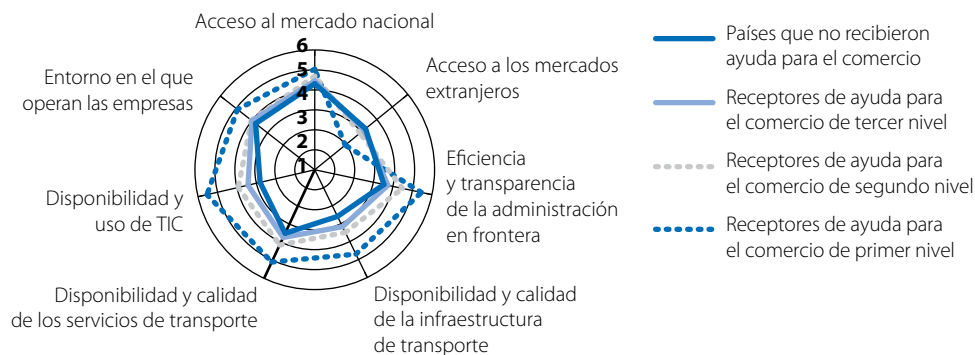 Acceso al mercado nacional
6
5
4
3
2
1
Acceso a los mercados
extranjeros
Eficiencia
y transparencia
de la administración
en frontera
Disponibilidad y calidad
de la infraestructura
de transporte
Disponibilidad y calidad
de los servicios de transporte
Disponibilidad y
uso de TIC
Entorno en el que
operan las empresas
Países que no recibieron
ayuda para el comercio
Receptores de ayuda para
el comercio de tercer nivel
Receptores de ayuda para
el comercio de segundo nivel
Receptores de ayuda para
el comercio de primer nivel